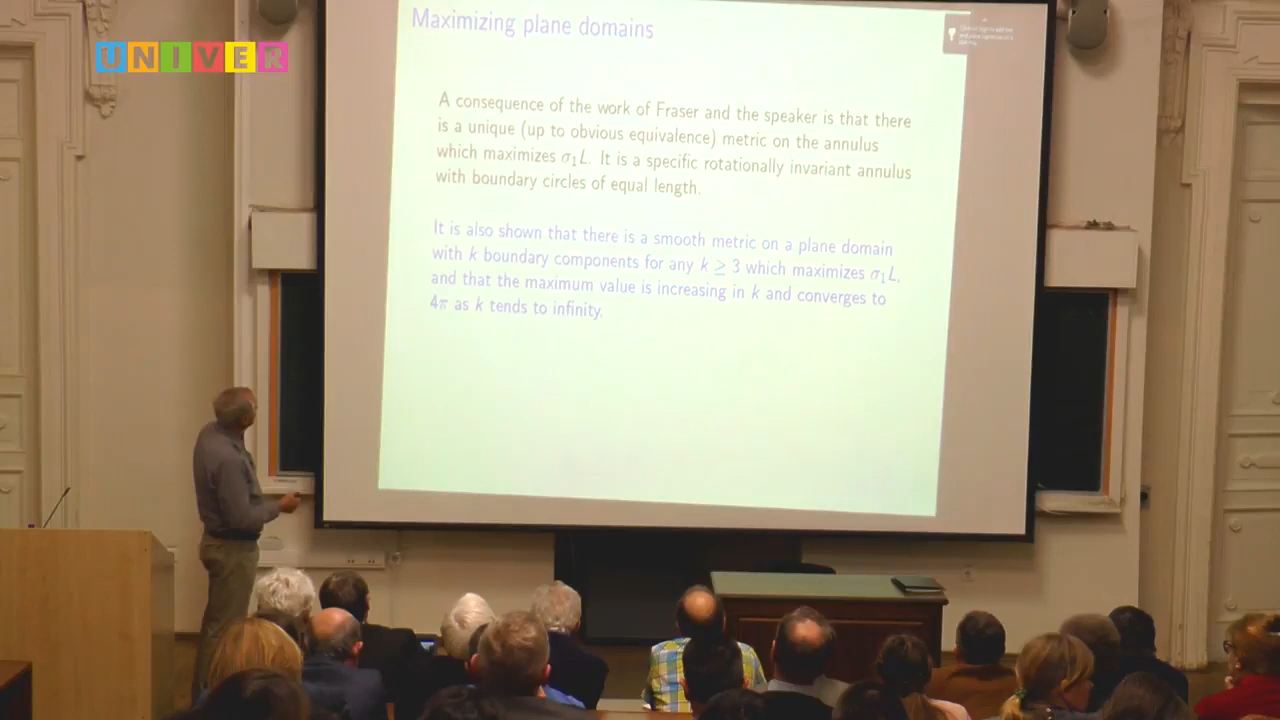 UNIVER
Maximizing plane domains
A consequence of the work of Fraser and the speaker is that there
is a unique (up to obvious equivalence) metric on the annulus
which maximizes σ₁L. It is a specific rotationally invariant annulus
with boundary circles of equal length.
It is also shown that there is a smooth metric on a plane domain
with k boundary components for any k ≥ 3 which maximizes σ₁L,
and that the maximum value is increasing in k and converges to
4π as k tends to infinity.